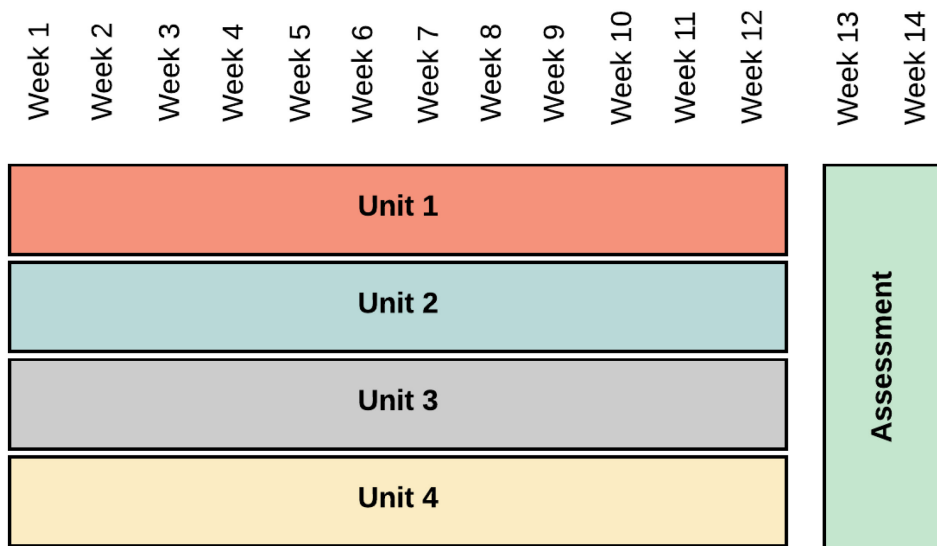 Week 1
Week 2
Week 3
Week 4
Week 5
Week 6
Week 7
Week 8
Week 9
Week 10
Week 11
Week 12
Week 13
Week 14
Unit 1
Unit 2
Unit 3
Unit 4
Assessment